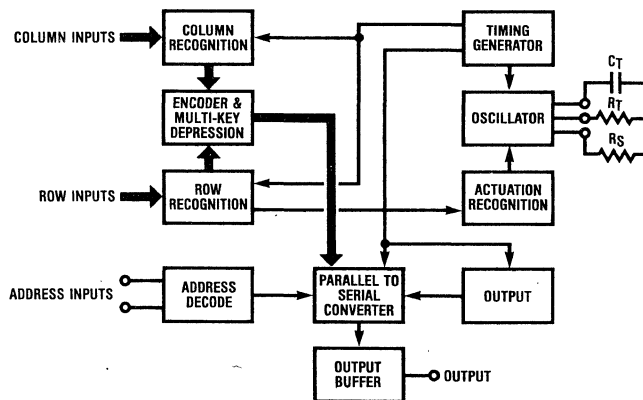 COLUMN INPUTS
COLUMN
RECOGNITION
TIMING
GENERATOR
ENCODER &
MULTI-KEY
DEPRESSION
OSCILLATOR
CT
RT
RS
ROW INPUTS
ROW
RECOGNITION
ACTUATION
RECOGNITION
ADDRESS INPUTS
ADDRESS
DECODE
PARALLEL TO
SERIAL
CONVERTER
OUTPUT
OUTPUT
BUFFER
OUTPUT